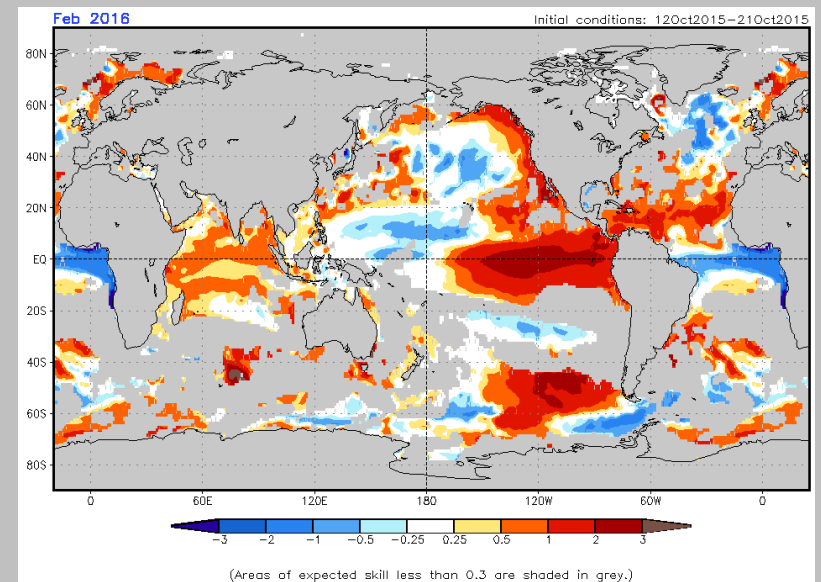 Feb 2016
Initial conditions: 12Oct2015−21Oct2015
80N
60N
40N
20N
EQ
20S
40S
60S
80S
0 60E 120E 180 120W 60W 0
−3 −2 −1 −0.5 −0.25 0.25 0.5 1 2 3
(Areas of expected skill less than 0.3 are shaded in grey.)